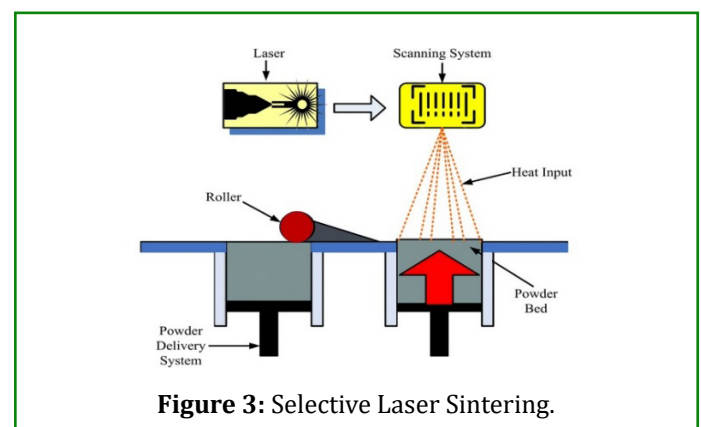 Laser
Scanning System
Heat Input
Roller
Powder
Bed
Powder
Delivery
System
Figure 3: Selective Laser Sintering.